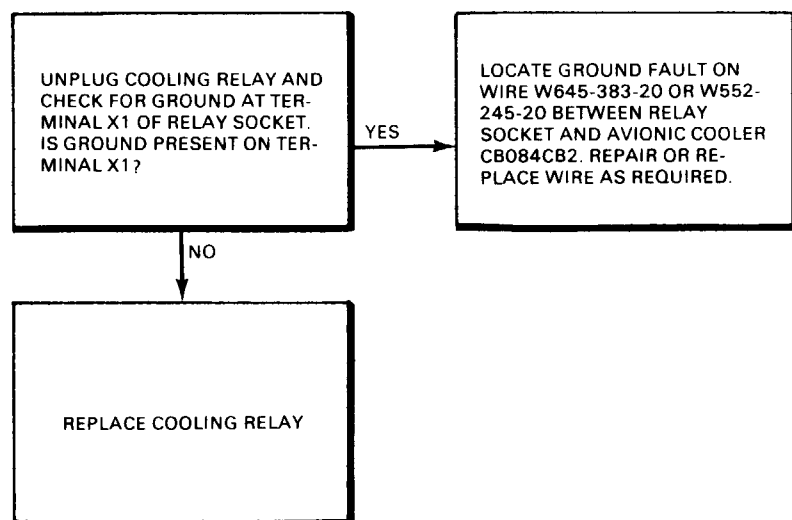 UNPLUG COOLING RELAY AND
CHECK FOR GROUND AT TER-
MINAL X1 OF RELAY SOCKET.
IS GROUND PRESENT ON TER-
MINAL X1?
YES
LOCATE GROUND FAULT ON
WIRE W645-383-20 OR W552-
245-20 BETWEEN RELAY
SOCKET AND AVIONIC COOLER
CB084CB2. REPAIR OR RE-
PLACE WIRE AS REQUIRED.
NO
REPLACE COOLING RELAY